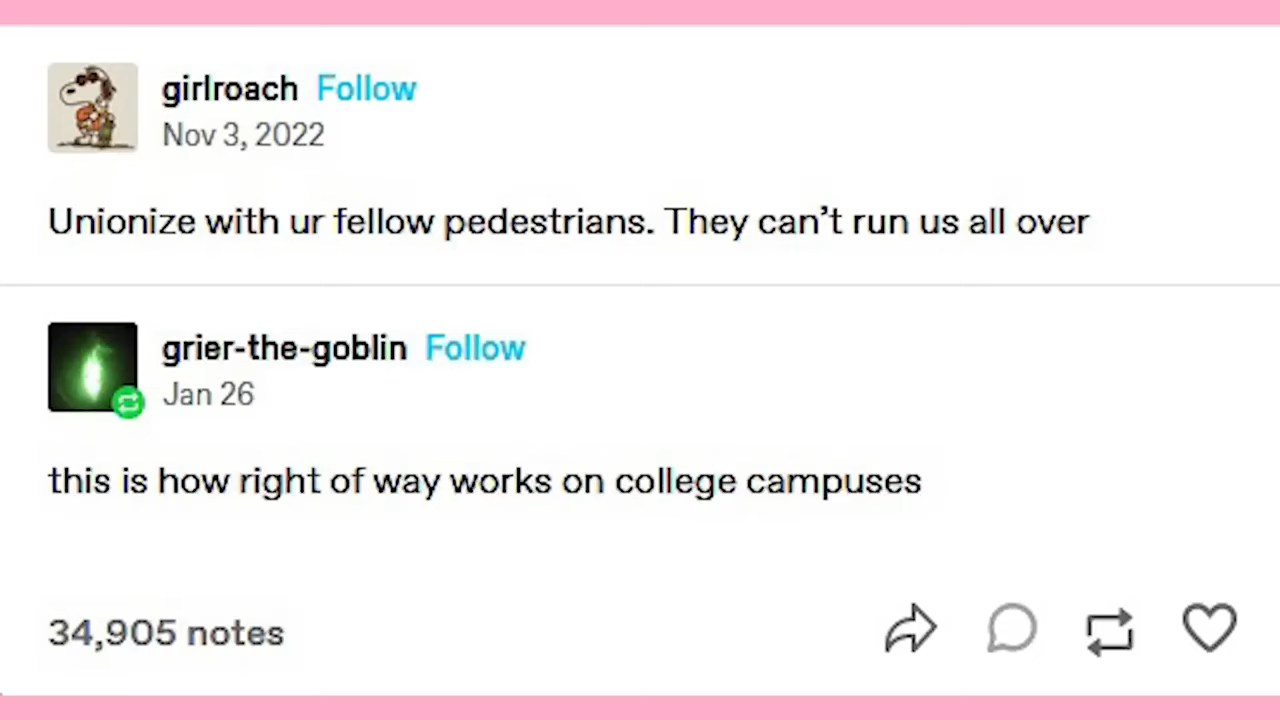 girlroach Follow
Nov 3, 2022
Unionize with ur fellow pedestrians. They can’t run us all over
grier-the-goblin Follow
Jan 26
this is how right of way works on college campuses
34,905 notes